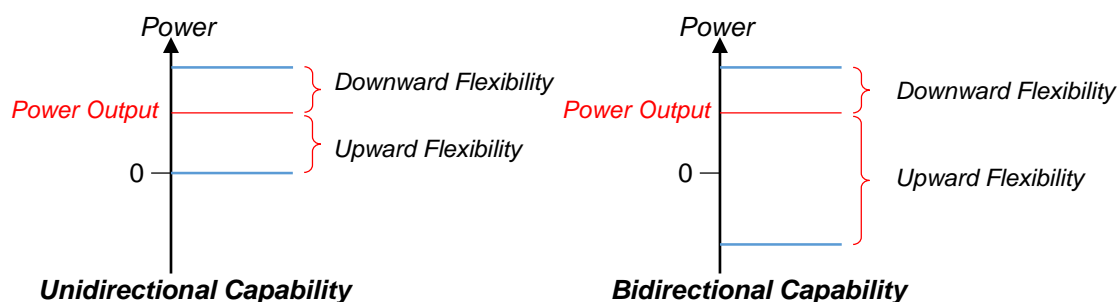 Power
Downward Flexibility
Power Output
Upward Flexibility
0
Unidirectional Capability
Power
Downward Flexibility
Power Output
0
Upward Flexibility
Bidirectional Capability